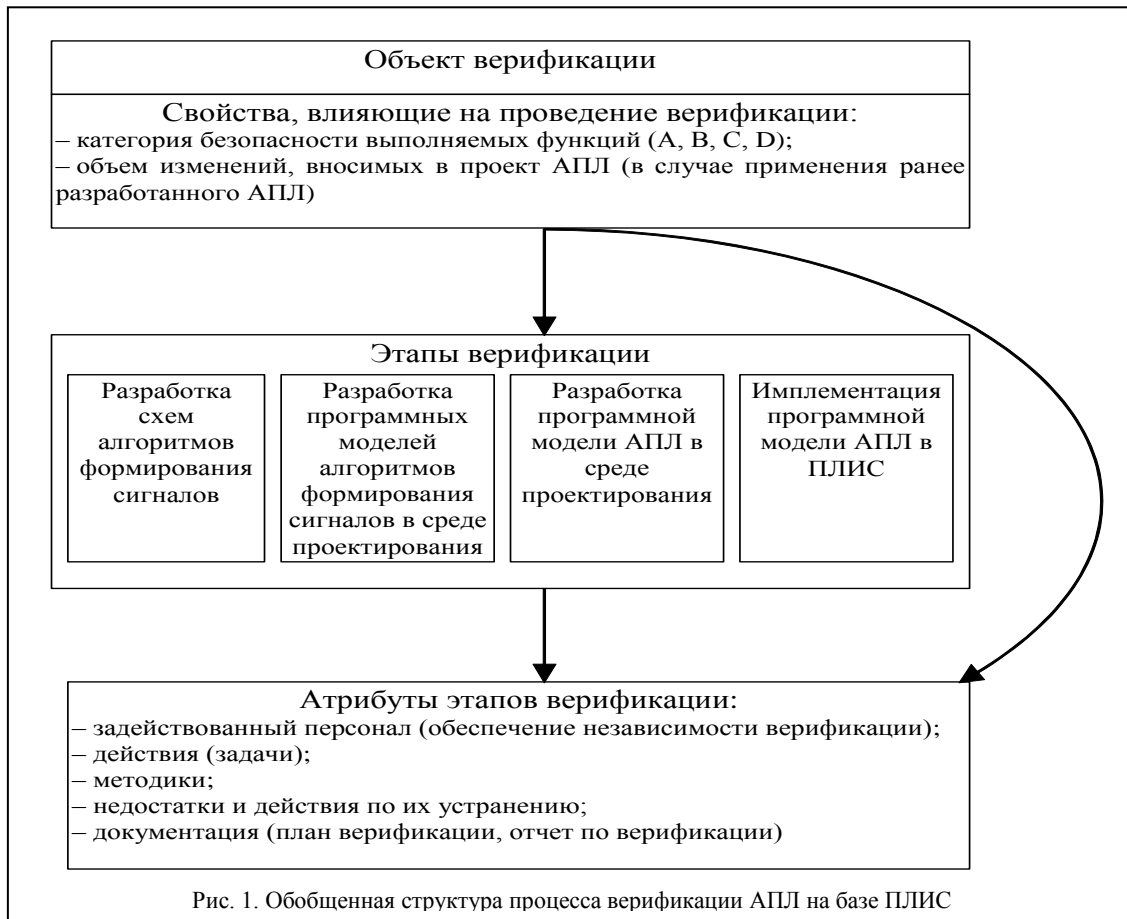 Объект верификации
Свойства, влияющие на проведение верификации:
– категория безопасности выполняемых функций (А, В, С, D);
– объем изменений, вносимых в проект АПЛ (в случае применения ранее
разработанного АПЛ)
Этапы верификации
Разработка
схем
алгоритмов
формирования
сигналов
Разработка
программных
моделей
алгоритмов
формирования
сигналов в среде
проектирования
Разработка
программной
модели АПЛ в
среде
проектирования
Имплементация
программной
модели АПЛ в
ПЛИС
Атрибуты этапов верификации:
– задействованный персонал (обеспечение независимости верификации);
– действия (задачи);
– методики;
– недостатки и действия по их устранению;
– документация (план верификации, отчет по верификации)
Рис. 1. Обобщенная структура процесса верификации АПЛ на базе ПЛИС